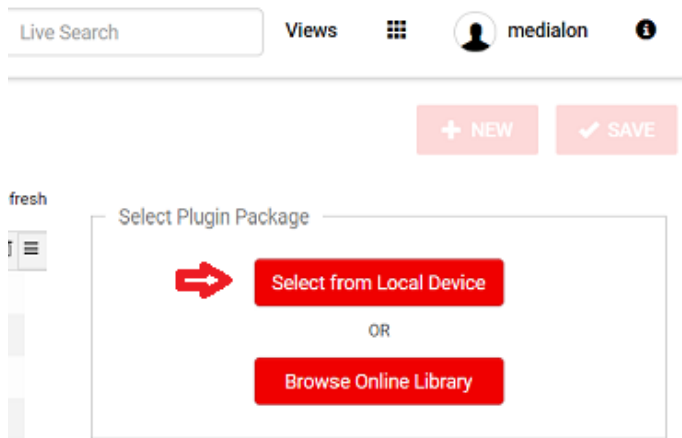 Live Search
Views
medialon
NEW
SAVE
fresh
Select Plugin Package
Select from Local Device
OR
Browse Online Library